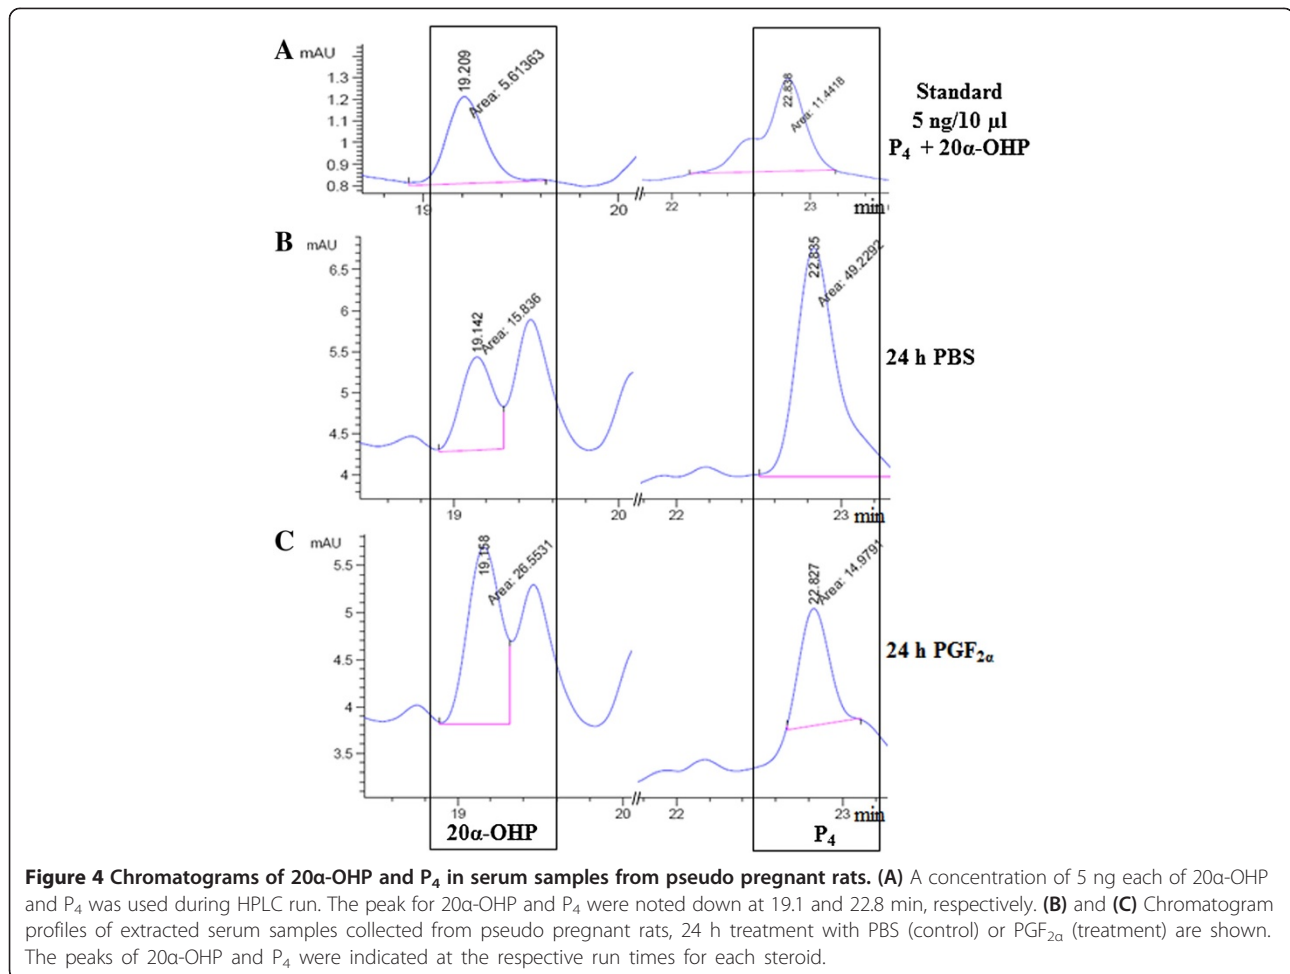 A
mAU
1.3
1.2
1.1
1
0.9
0.8
19.209
Area: 5.61363
22.838
Area: 11.4418
19
20
//
22
23
min
Standard
5 ng/10 µl
P4 + 20α-OHP
B
mAU
6.5
6
5.5
5
4.5
4
19.142
Area: 15.836
22.835
Area: 49.2292
19
20
//
22
23
min
24 h PBS
C
mAU
5.5
5
4.5
4
3.5
19.158
Area: 26.5531
22.827
Area: 14.9791
19
20
//
22
23
min
24 h PGF2α
20α-OHP
P4
Figure 4 Chromatograms of 20α-OHP and P4 in serum samples from pseudo pregnant rats. (A) A concentration of 5 ng each of 20α-OHP
and P4 was used during HPLC run. The peak for 20α-OHP and P4 were noted down at 19.1 and 22.8 min, respectively. (B) and (C) Chromatogram
profiles of extracted serum samples collected from pseudo pregnant rats, 24 h treatment with PBS (control) or PGF2α (treatment) are shown.
The peaks of 20α-OHP and P4 were indicated at the respective run times for each steroid.